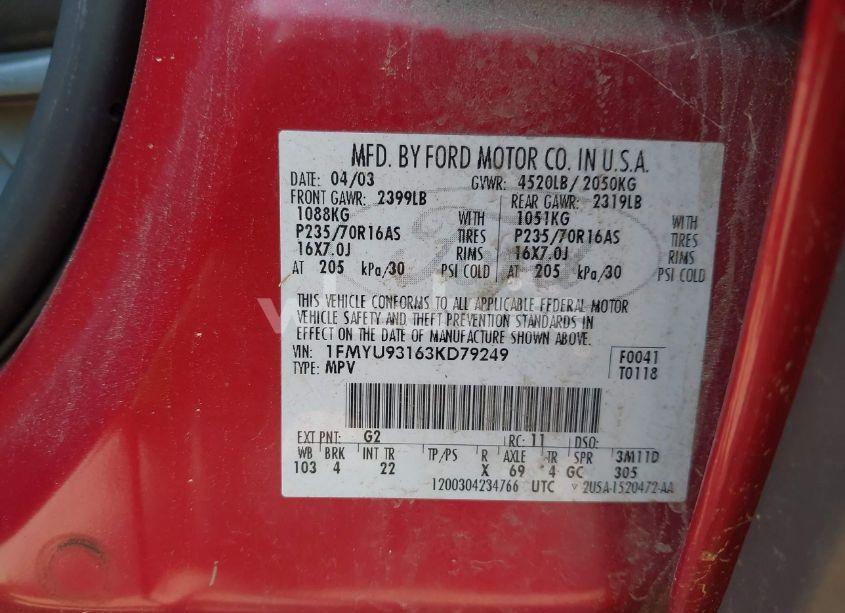 MFD. BY FORD MOTOR CO. IN U.S.A.
DATE: 04/03 GVWR: 4520LB/ 2050KG
FRONT GAWR: 2399LB REAR GAWR: 2319LB
1088KG WITH 1051KG WITH
P235/70R16AS TIRES P235/70R16AS TIRES
16X7.0J RIMS 16X7.0J RIMS
AT 205 kPa/30 PSI COLD AT 205 kPa/30 PSI COLD
THIS VEHICLE CONFORMS TO ALL APPLICABLE FEDERAL MOTOR
VEHICLE SAFETY AND THEFT PREVENTION STANDARDS IN
EFFECT ON THE DATE OF MANUFACTURE SHOWN ABOVE.
VIN: 1FMYU93163KD79249 F0041
TYPE: MPV T0118
EXT PNT: G2 RC: 11 DSO:
WB BRK INT TR TP/PS R AXLE TR SPR 3M11D
103 4 22 X 69 4 GC 305
1200304234766 UTC 2USA-1520472-AA